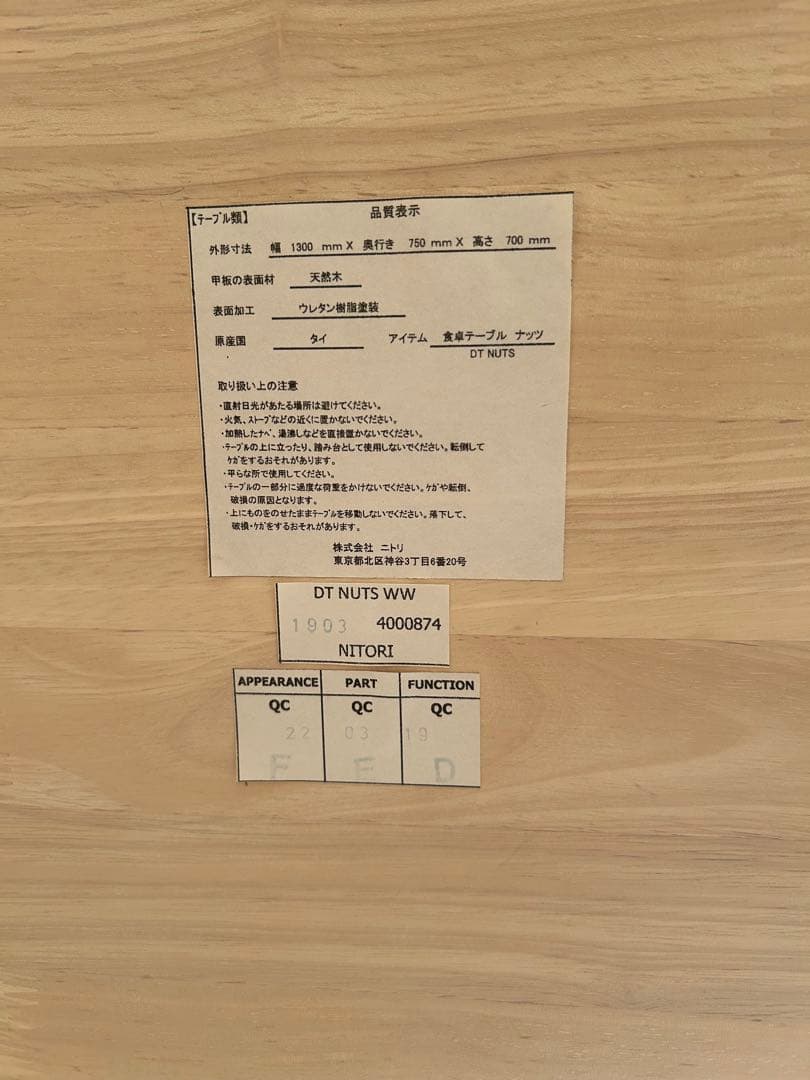 【テーブル類】 品質表示
外形寸法 幅 1300 mm X 奥行き 750 mm X 高さ 700 mm
甲板の表面材 天然木
表面加工 ウレタン樹脂塗装
原産国 タイ アイテム 食卓テーブル ナッツ
DT NUTS
取り扱い上の注意
・直射日光があたる場所は避けてください。
・火気、ストーブなどの近くに置かないでください。
・加熱したナベ、湯沸しなどを直接置かないでください。
・テーブルの上に立ったり、踏み台として使用しないでください。転倒して
ケガをするおそれがあります。
・平らな所で使用してください。
・テーブルの一部分に過度な荷重をかけないでください。ケガや転倒、
破損の原因となります。
・上にものをのせたままテーブルを移動しないでください。落下して、
破損・ケガをするおそれがあります。
株式会社 ニトリ
東京都北区神谷3丁目6番20号
DT NUTS WW
1903 4000874
NITORI
APPEARANCE PART FUNCTION
QC QC QC
22 03 19
F E D